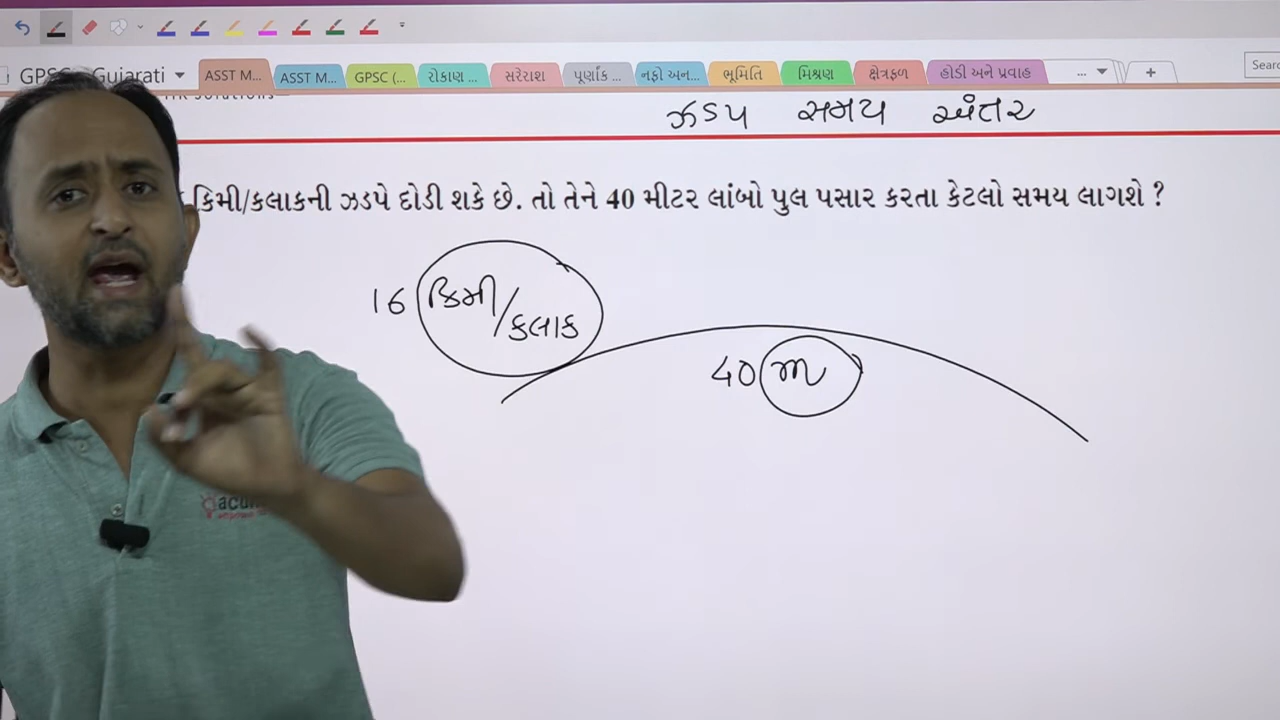 GPSC Gujarati ASST M... ASST M... GPSC (... રોકાણ ... સરેરાશ પૂર્ણાંક ... નફો અન... ભૂમિતિ મિશ્રણ ક્ષેત્રફળ હોડી અને પ્રવાહ ... + Searc
ઝડપ સમય અંતર
કિમી/કલાકની ઝડપે દોડી શકે છે. તો તેને 40 મીટર લાંબો પુલ પસાર કરતા કેટલો સમય લાગશે ?
16 કિમી/કલાક
40 મી
acu